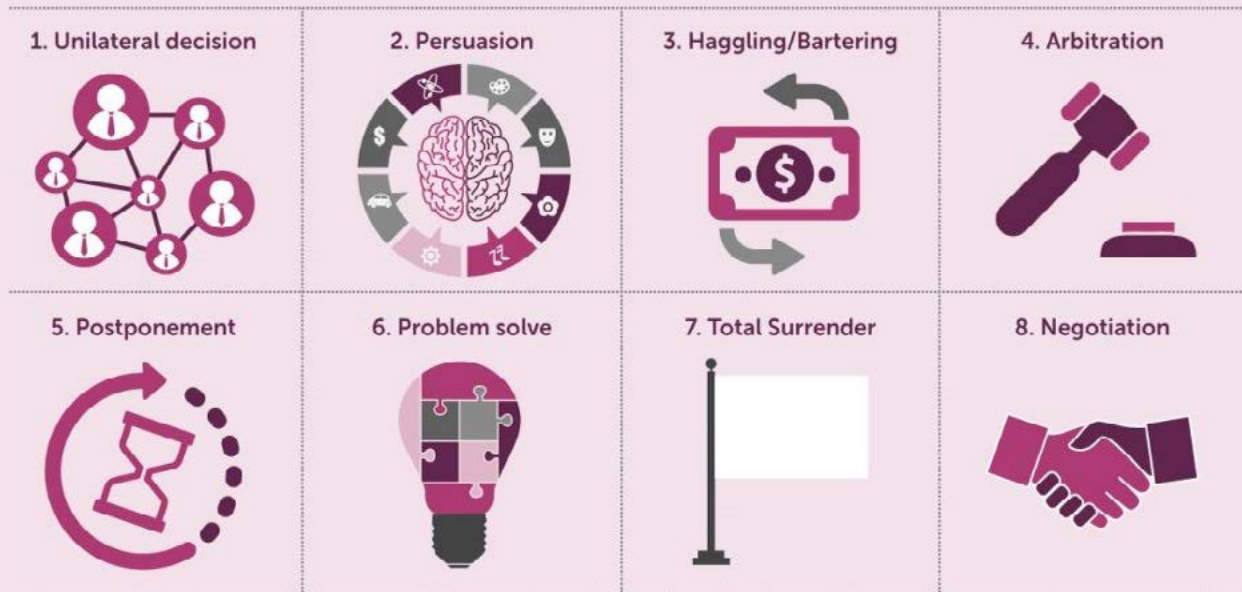 1. Unilateral decision
2. Persuasion
3. Haggling/Bartering
4. Arbitration
$
$
5. Postponement
6. Problem solve
7. Total Surrender
8. Negotiation